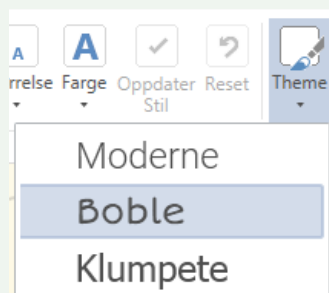 A A
rrelse Farge Oppdater Stil Reset Theme
Moderne
Boble
Klumpete